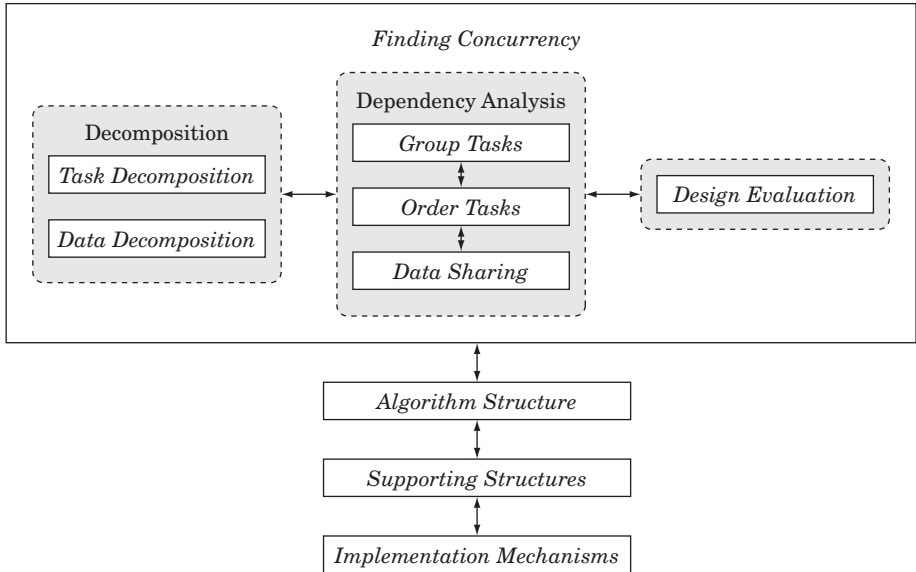 Finding Concurrency
Decomposition
Task Decomposition
Data Decomposition
Dependency Analysis
Group Tasks
Order Tasks
Data Sharing
Design Evaluation
Algorithm Structure
Supporting Structures
Implementation Mechanisms